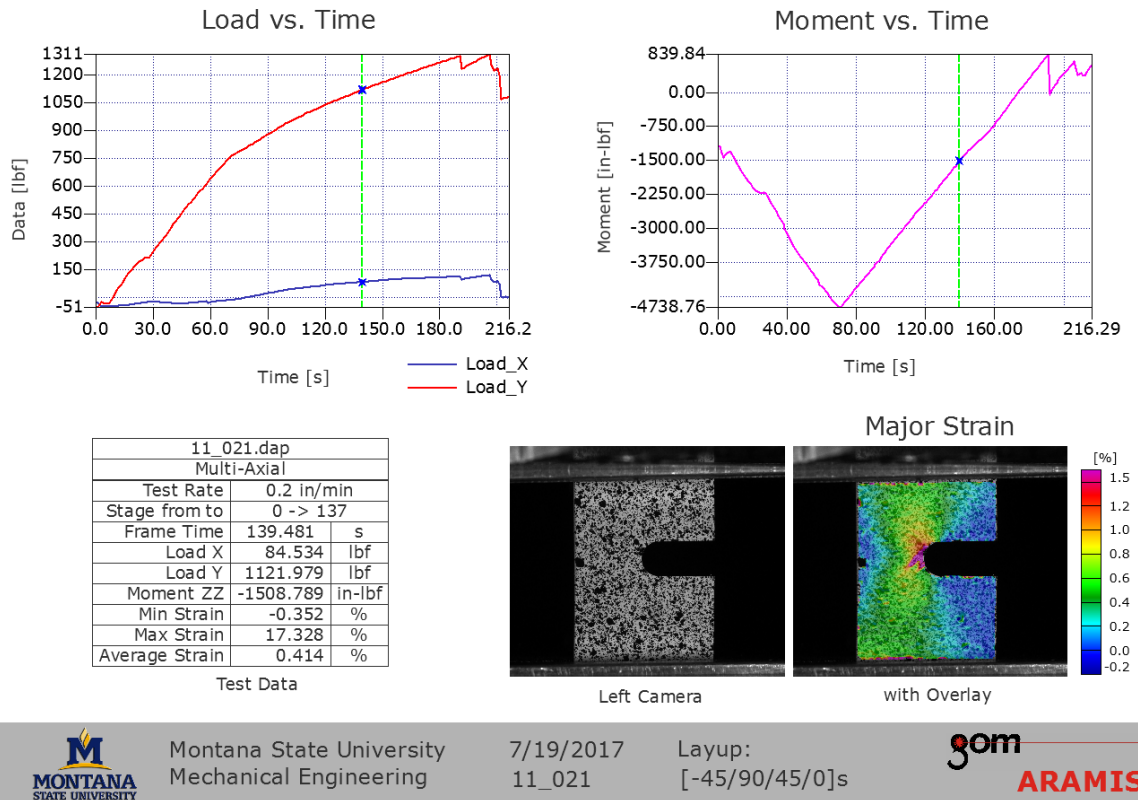 Load vs. Time
1311
1200
1050
900
750
600
450
300
150
-51
Data [lbf]
0.0 30.0 60.0 90.0 120.0 150.0 180.0 216.2
Time [s]
Load_X
Load_Y
Moment vs. Time
839.84
0.00
-750.00
-1500.00
-2250.00
-3000.00
-3750.00
-4738.76
Moment [in-lbf]
0.00 40.00 80.00 120.00 160.00 216.29
Time [s]
11_021.dap
Multi-Axial
Test Rate 0.2 in/min
Stage from to 0 -> 137
Frame Time 139.481 s
Load X 84.534 lbf
Load Y 1121.979 lbf
Moment ZZ -1508.789 in-lbf
Min Strain -0.352 %
Max Strain 17.328 %
Average Strain 0.414 %
Test Data
Left Camera
Major Strain
with Overlay
[%]
1.5
1.2
1.0
0.8
0.6
0.4
0.2
0.0
-0.2
M
MONTANA
STATE UNIVERSITY
Montana State University
Mechanical Engineering
7/19/2017
11_021
Layup:
[-45/90/45/0]s
gom
ARAMIS